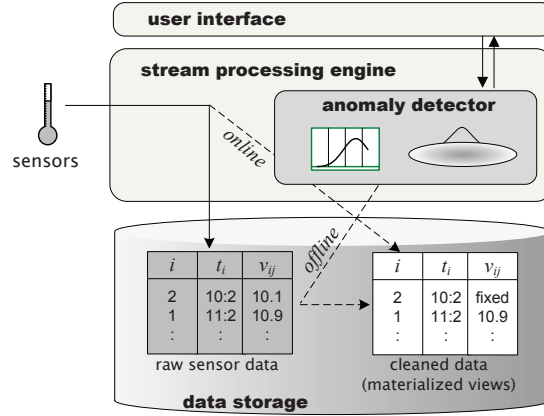 user interface
stream processing engine
anomaly detector
sensors
online
offline
i t_i v_ij
2 10:2 10.1
1 11:2 10.9
: : :
raw sensor data
i t_i v_ij
2 10:2 fixed
1 11:2 10.9
: : :
cleaned data
(materialized views)
data storage